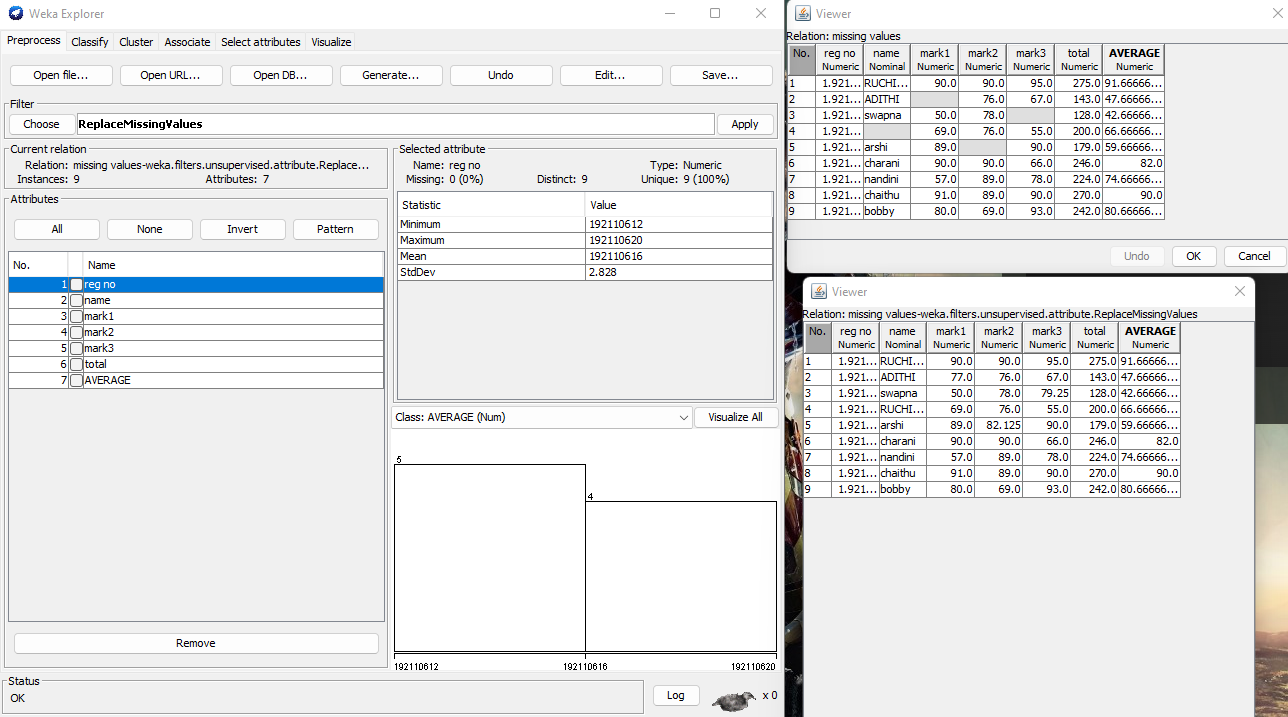 Weka Explorer
Preprocess Classify Cluster Associate Select attributes Visualize
Open file... Open URL... Open DB... Generate... Undo Edit... Save...
Filter
Choose ReplaceMissingValues Apply
Current relation
Relation: missing values-weka.filters.unsupervised.attribute.Replace...
Instances: 9 Attributes: 7
Attributes
All None Invert Pattern
No. Name
1 reg no
2 name
3 mark1
4 mark2
5 mark3
6 total
7 AVERAGE
Remove
Selected attribute
Name: reg no Type: Numeric
Missing: 0 (0%) Distinct: 9 Unique: 9 (100%)
Statistic Value
Minimum 192110612
Maximum 192110620
Mean 192110616
StdDev 2.828
Class: AVERAGE (Num) Visualize All
5
4
192110612 192110616 192110620
Status
OK
Log x 0
Viewer
Relation: missing values
No. reg no name mark1 mark2 mark3 total AVERAGE
Numeric Nominal Numeric Numeric Numeric Numeric Numeric
1 1.921... RUCHI... 90.0 90.0 95.0 275.0 91.66666...
2 1.921... ADITHI 76.0 67.0 143.0 47.66666...
3 1.921... swapna 50.0 78.0 128.0 42.66666...
4 1.921... 69.0 76.0 55.0 200.0 66.66666...
5 1.921... arshi 89.0 90.0 179.0 59.66666...
6 1.921... charani 90.0 90.0 66.0 246.0 82.0
7 1.921... nandini 57.0 89.0 78.0 224.0 74.66666...
8 1.921... chaithu 91.0 89.0 90.0 270.0 90.0
9 1.921... bobby 80.0 69.0 93.0 242.0 80.66666...
Undo OK Cancel
Viewer
Relation: missing values-weka.filters.unsupervised.attribute.ReplaceMissingValues
No. reg no name mark1 mark2 mark3 total AVERAGE
Numeric Nominal Numeric Numeric Numeric Numeric Numeric
1 1.921... RUCHI... 90.0 90.0 95.0 275.0 91.66666...
2 1.921... ADITHI 77.0 76.0 67.0 143.0 47.66666...
3 1.921... swapna 50.0 78.0 79.25 128.0 42.66666...
4 1.921... RUCHI... 69.0 76.0 55.0 200.0 66.66666...
5 1.921... arshi 89.0 82.125 90.0 179.0 59.66666...
6 1.921... charani 90.0 90.0 66.0 246.0 82.0
7 1.921... nandini 57.0 89.0 78.0 224.0 74.66666...
8 1.921... chaithu 91.0 89.0 90.0 270.0 90.0
9 1.921... bobby 80.0 69.0 93.0 242.0 80.66666...